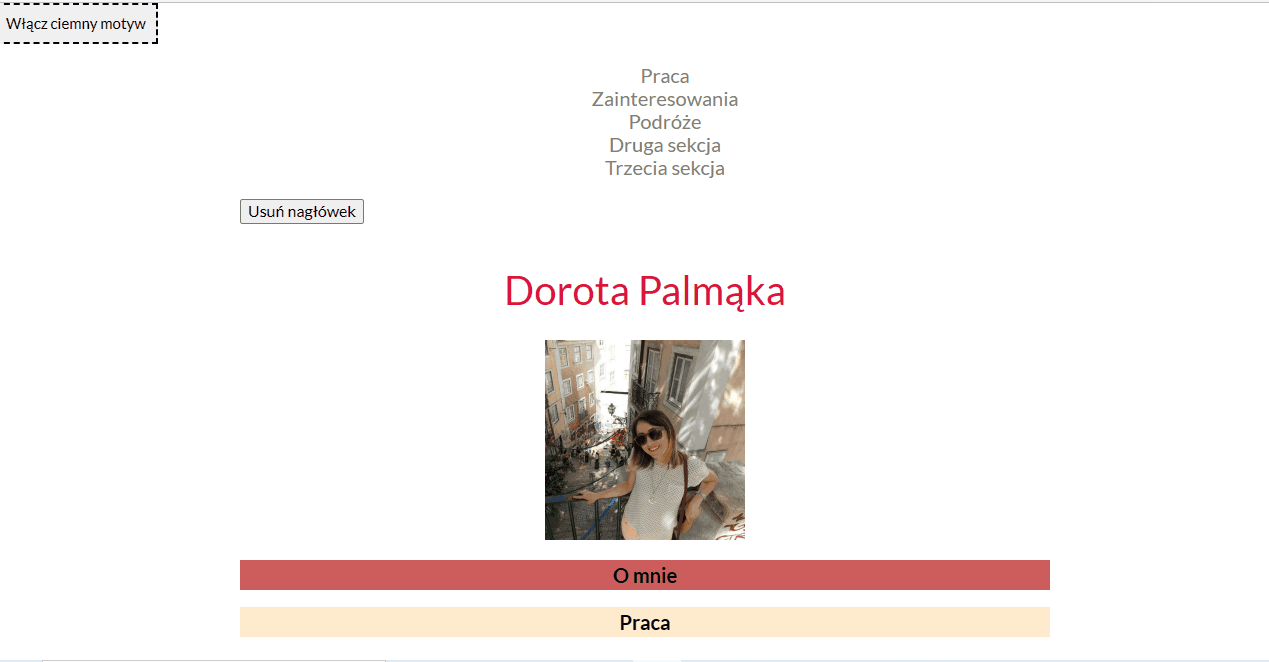 Włącz ciemny motyw
Praca
Zainteresowania
Podróże
Druga sekcja
Trzecia sekcja
Usuń nagłówek
Dorota Palmąka
O mnie
Praca